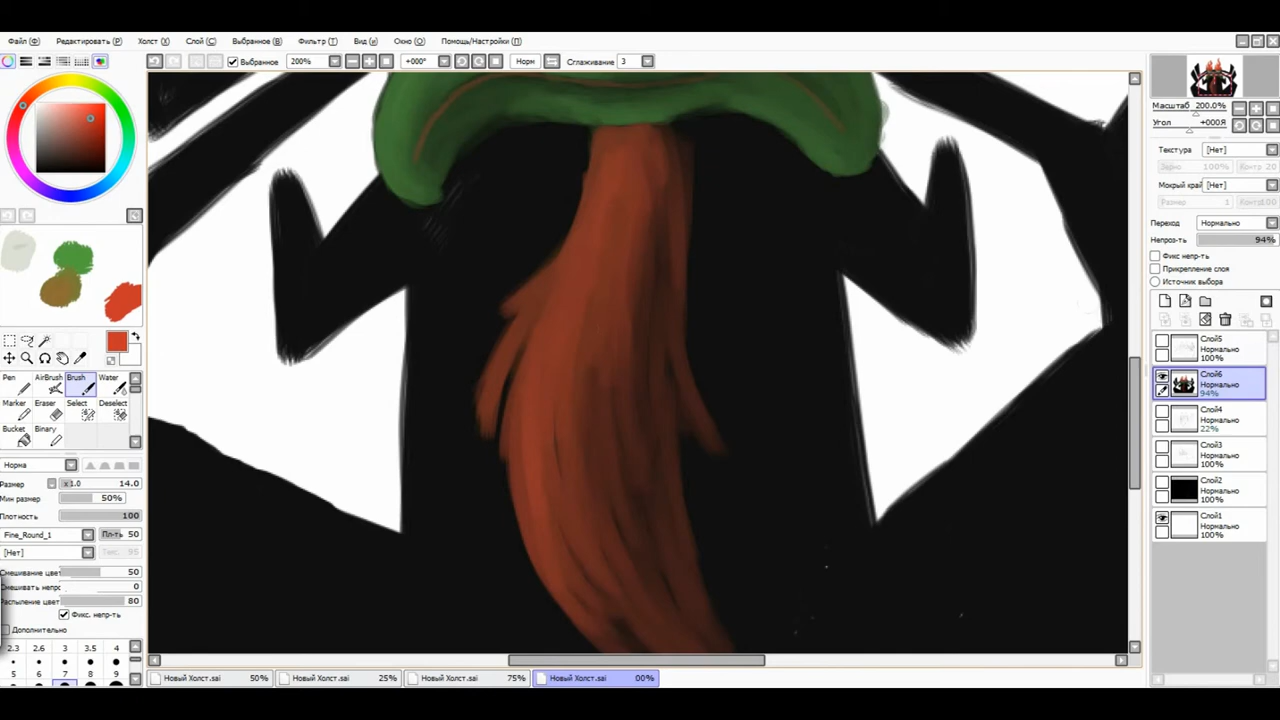 Файл (Ф) Редактировать (Р) Холст (Х) Слой (С) Выбранное (В) Фильтр (Т) Вид (и) Окно (О) Помощь/Настройки (П)
Выбранное 200% +000° Норм Сглаживание 3
Масштаб 200.0%
Угол +000Я
Текстура [Нет]
Зерно 100% Контр 20
Мокрый край [Нет]
Размер 1 Контр 100
Переход Нормально
Непроз-ть 94%
Фикс непр-ть
Прикрепление слоя
Источник выбора
Слой5
Нормально
100%
Слой6
Нормально
94%
Слой4
Нормально
22%
Слой3
Нормально
100%
Слой2
Нормально
100%
Слой1
Нормально
100%
Pen AirBrush Brush Water
Marker Eraser Select Deselect
Bucket Binary
Норма
Размер x1.0 14.0
Мин размер 50%
Плотность 100
Fine_Round_1 Пл-ть 50
[Нет] Тис. 95
Смешивание цвет 50
Смешивать непро 0
Распыление цвет 80
Фикс. непр-ть
Дополнительно
2.3 2.6 3 3.5 4
5 6 7 8 9
Новый Холст.sai 50% Новый Холст.sai 25% Новый Холст.sai 75% Новый Холст.sai 00%